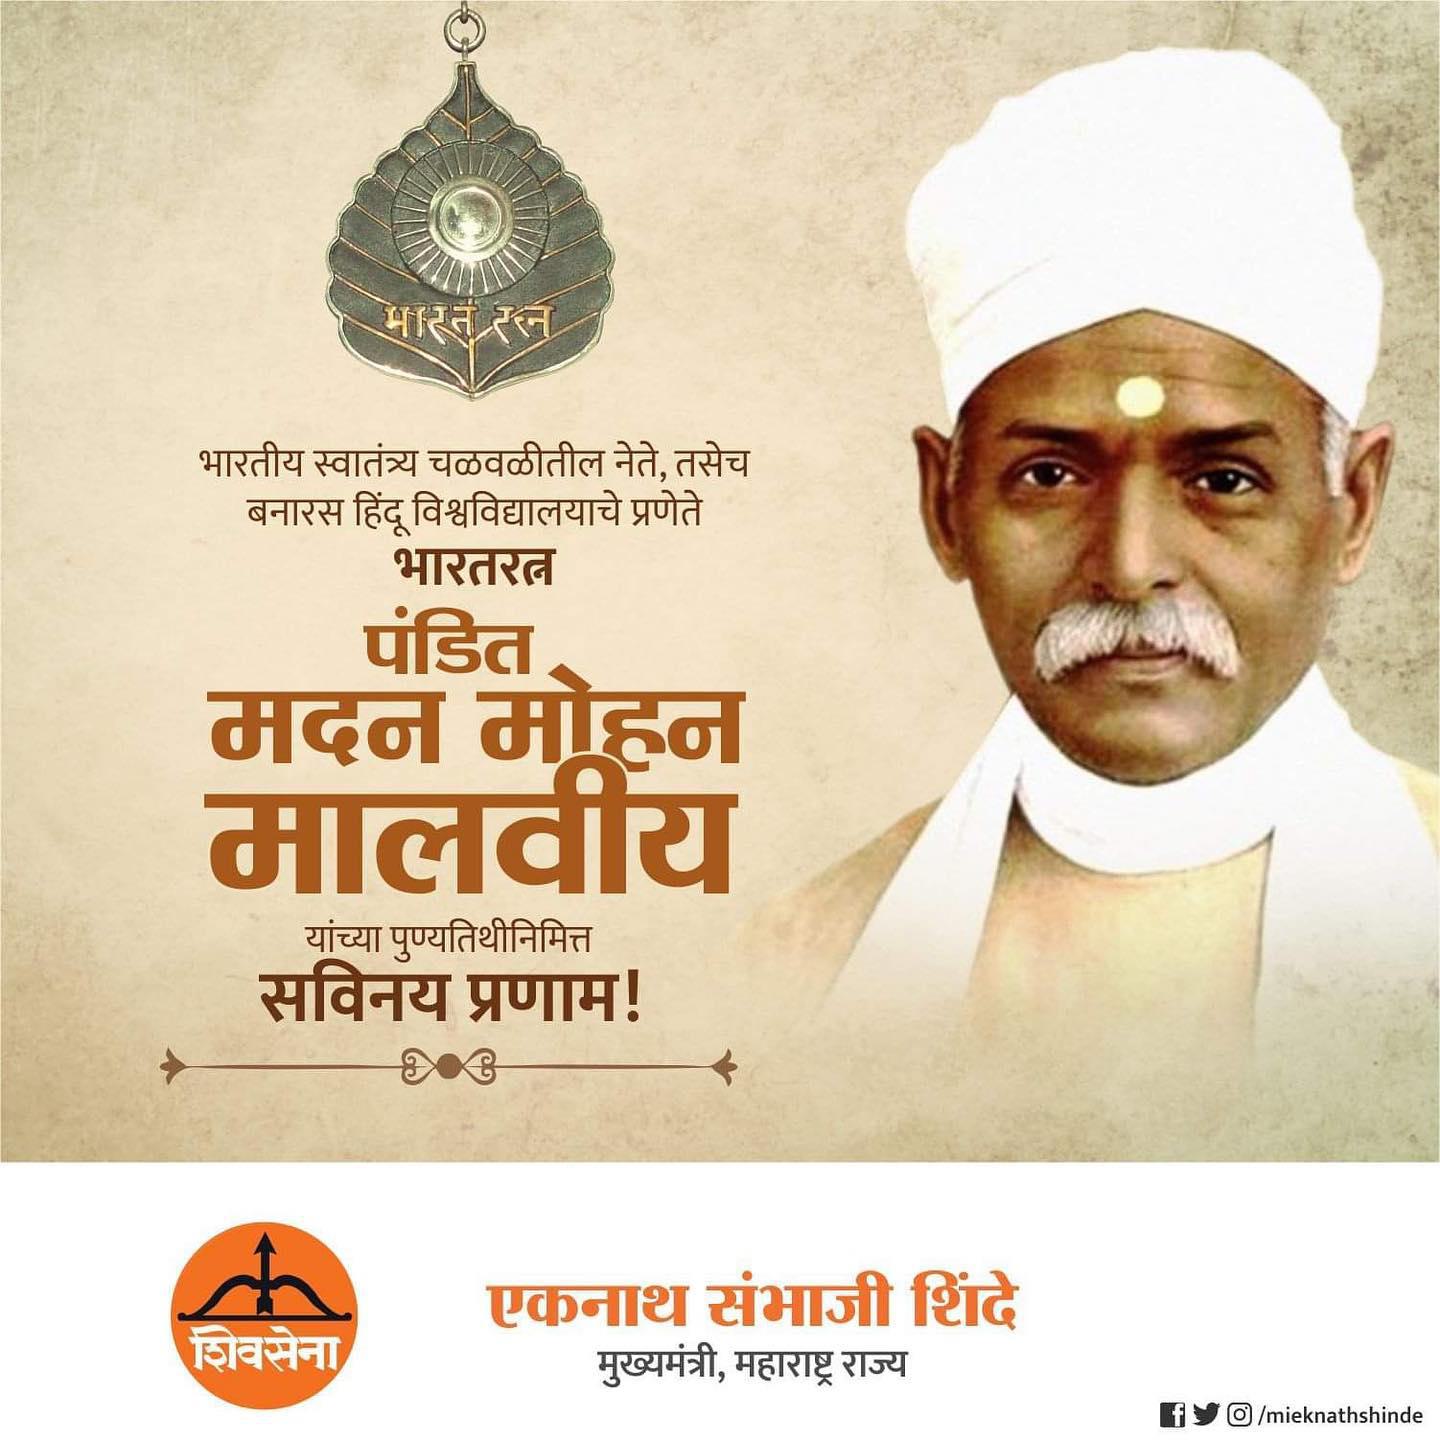 भारत रत्न
भारतीय स्वातंत्र्य चळवळीतील नेते, तसेच
बनारस हिंदू विश्वविद्यालयाचे प्रणेते
भारतरत्न
पंडित
मदन मोहन
मालवीय
यांच्या पुण्यतिथीनिमित्त
सविनय प्रणाम!
शिवसेना
एकनाथ संभाजी शिंदे
मुख्यमंत्री, महाराष्ट्र राज्य
/mieknathshinde